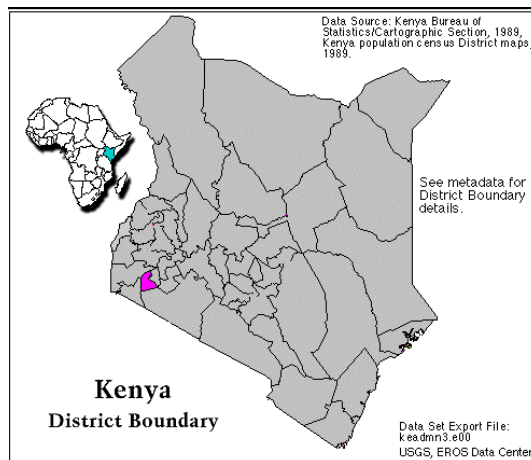 Data Source: Kenya Bureau of
Statistics/Cartographic Section, 1989,
Kenya population census District maps,
1989.
See metadata for
District Boundary
details.
Kenya
District Boundary
Data Set Export File:
keadmn3.e00
USGS, EROS Data Center